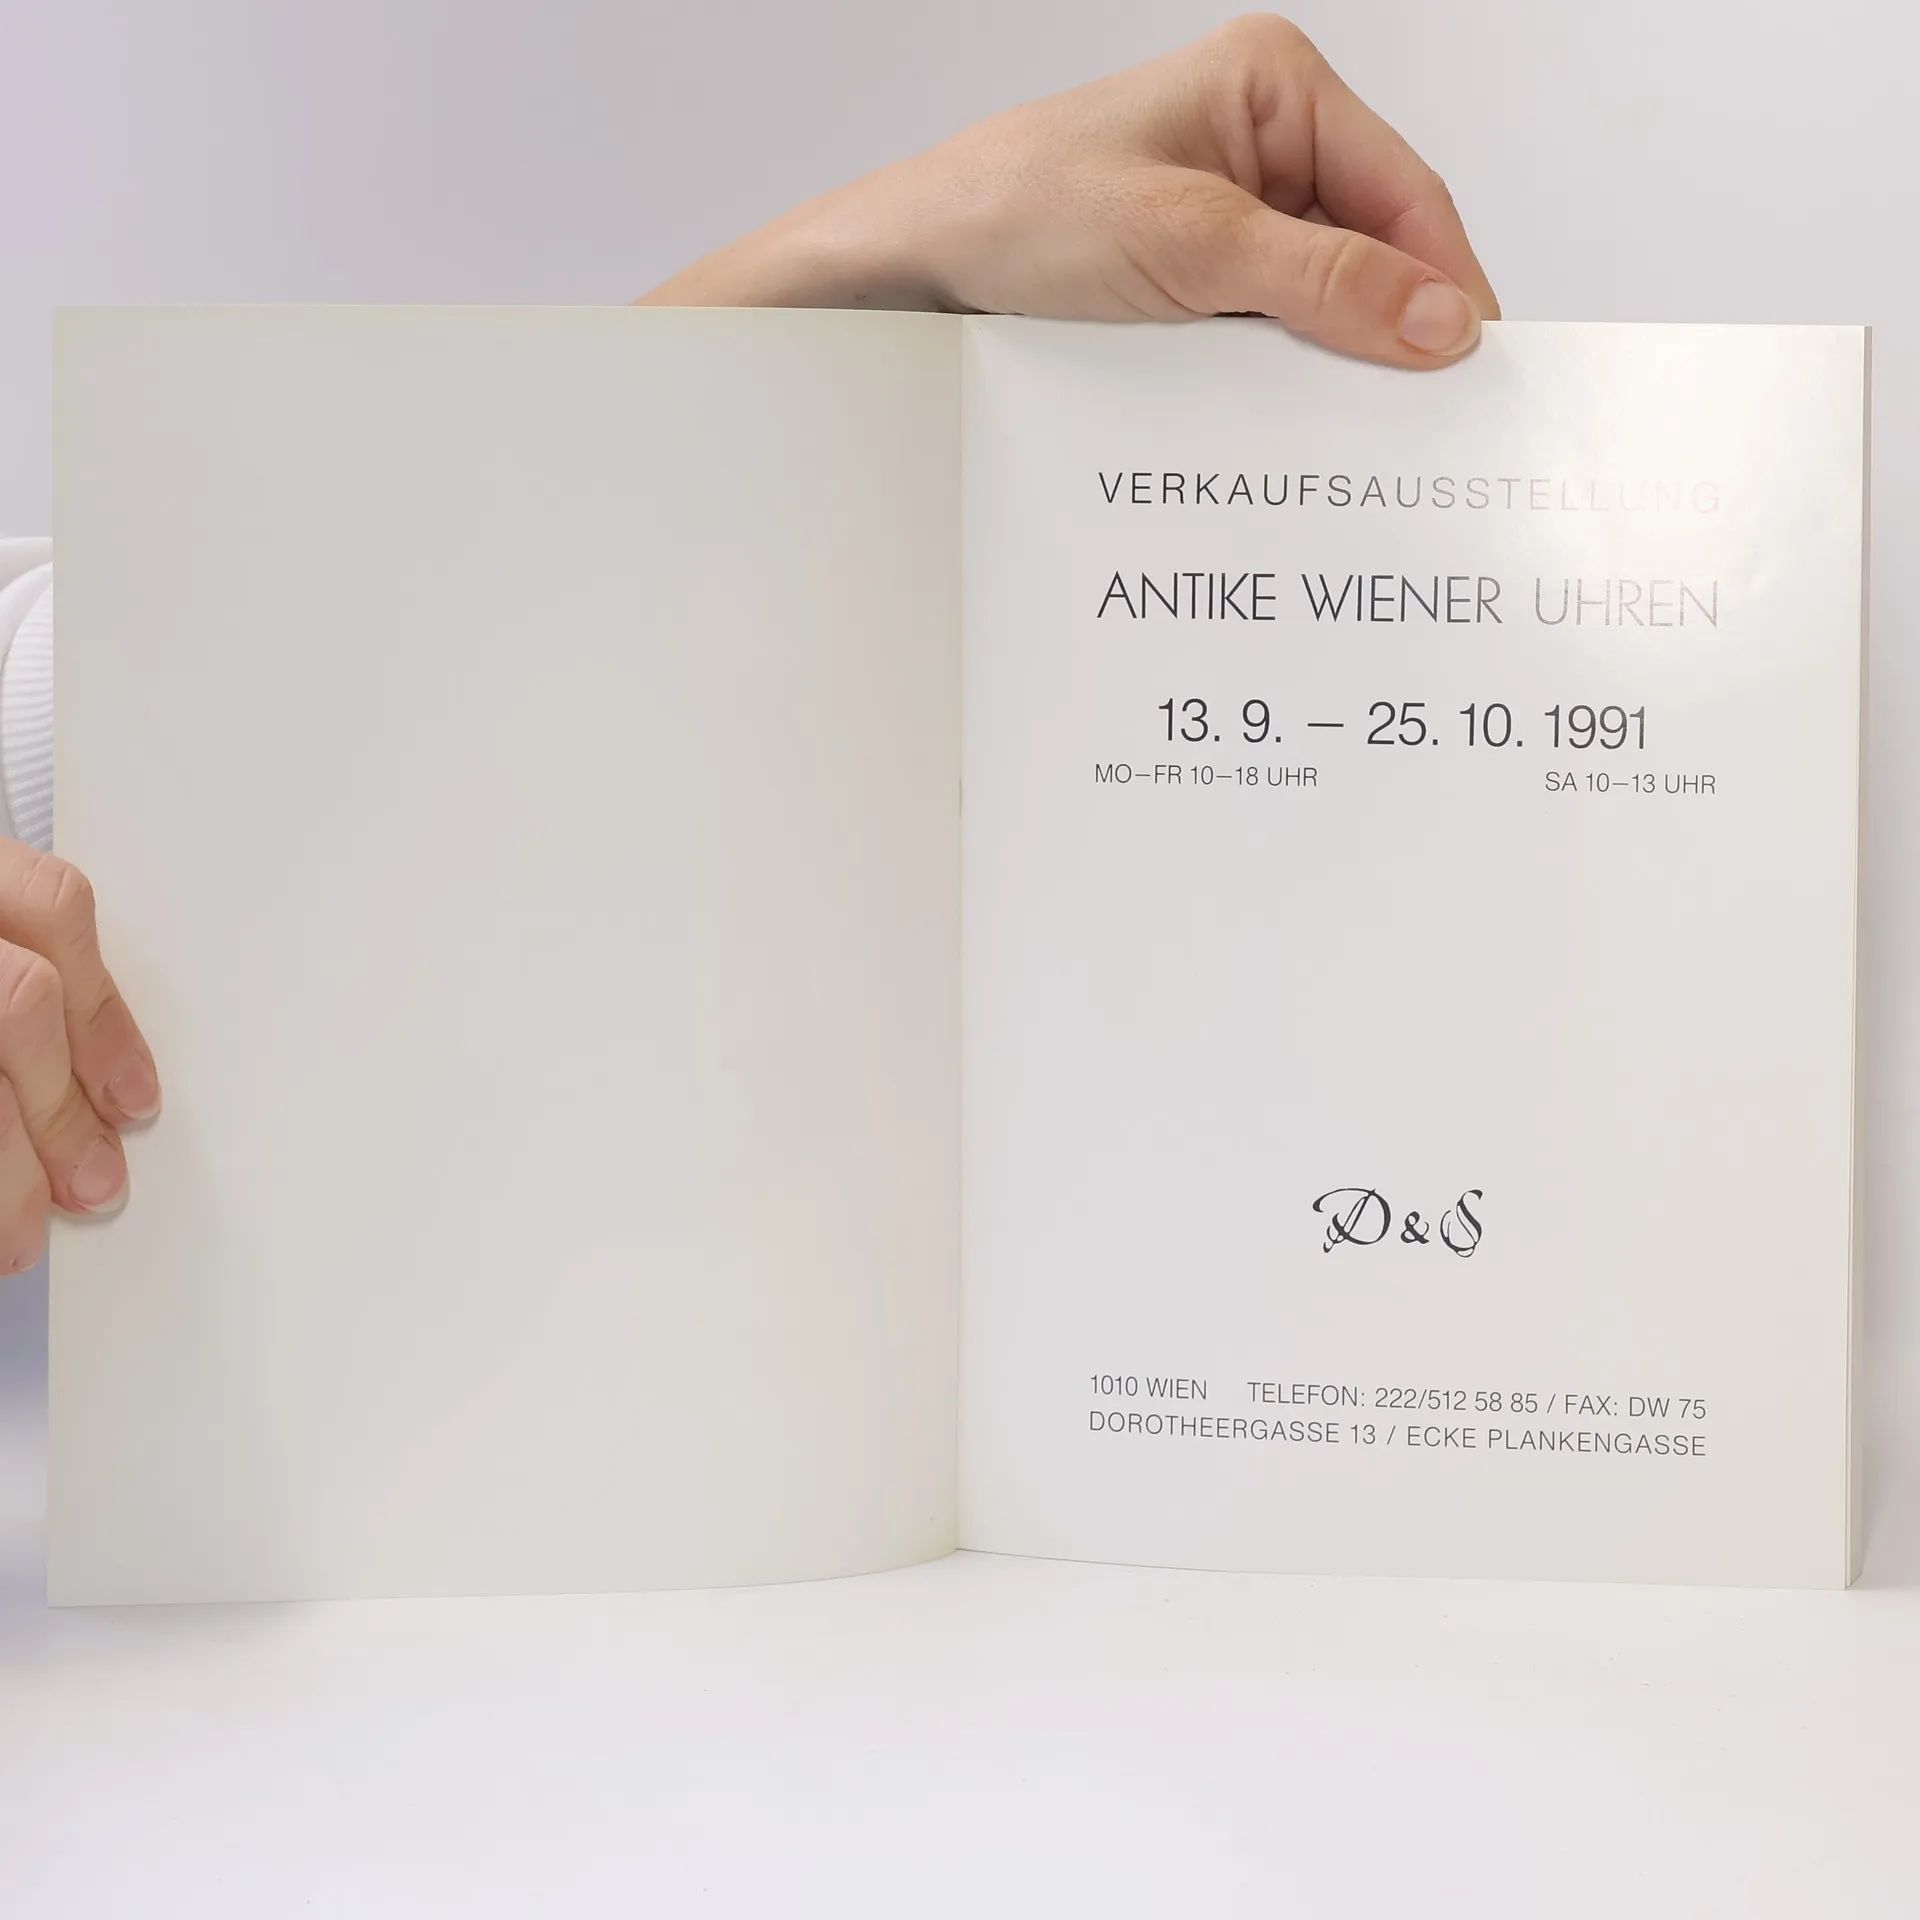 VERKAUFSAUSSTELLUNG
ANTIKE WIENER UHREN
13. 9. – 25. 10. 1991
MO–FR 10–18 UHR SA 10–13 UHR
D&S
1010 WIEN TELEFON: 222/512 58 85 / FAX: DW 75
DOROTHEERGASSE 13 / ECKE PLANKENGASSE